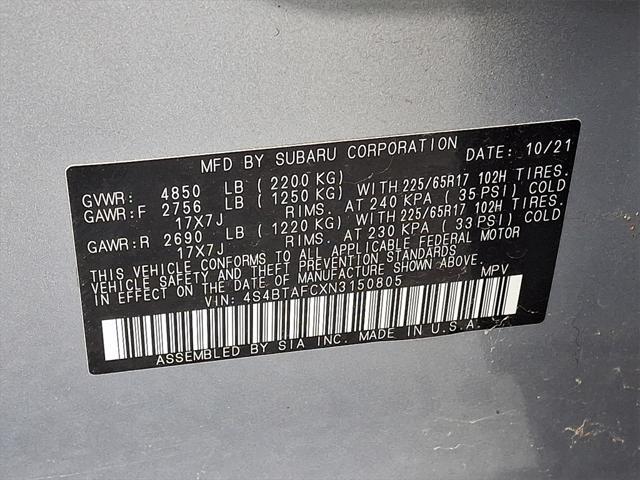 MFD BY SUBARU CORPORATION DATE: 10/21
GVWR: 4850 LB (2200 KG)
GAWR:F 2756 LB (1250 KG) WITH 225/65R17 102H TIRES.
17X7J RIMS. AT 240 KPA (35 PSI) COLD
GAWR:R 2690 LB (1220 KG) WITH 225/65R17 102H TIRES.
17X7J RIMS. AT 230 KPA (33 PSI) COLD
THIS VEHICLE CONFORMS TO ALL APPLICABLE FEDERAL MOTOR
VEHICLE SAFETY AND THEFT PREVENTION STANDARDS
IN EFFECT ON THE DATE OF MANUFACTURE SHOWN ABOVE.
VIN: 4S4BTAFCXN3150805 MPV
ASSEMBLED BY SIA INC. MADE IN U.S.A.